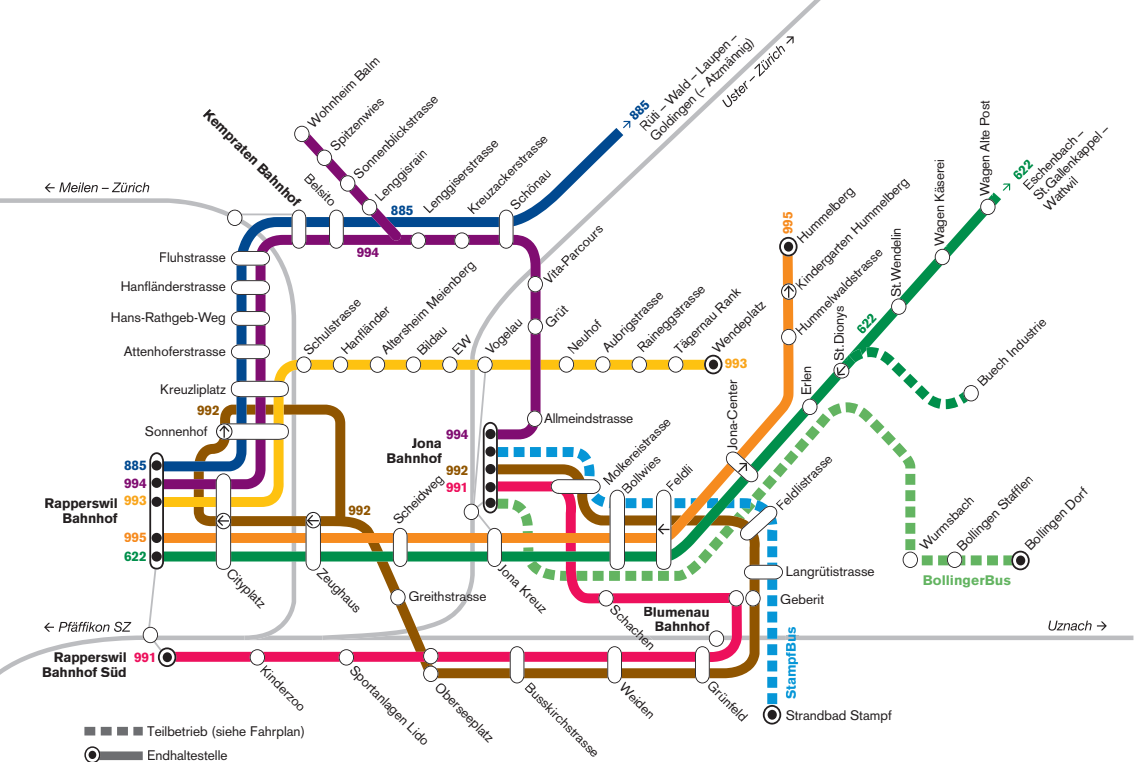 Wohnheim Balm
Spitzenwies
Sonnenblickstrasse
Lenggisrain
Lenggiserstrasse
Kreuzackerstrasse
Schönau
Kempraten Bahnhof
Belsito
885
994
→ 885
Rüti – Wald – Laupen –
Goldingen (– Atzmännig)
Uster – Zürich →
← Meilen – Zürich
Fluhstrasse
Hanfländerstrasse
Hans-Rathgeb-Weg
Attenhoferstrasse
Kreuzliplatz
Sonnenhof
992
Schulstrasse
Hanfländer
Altersheim Meienberg
Bildau
EW
Vogelau
Neuhof
Aubrigstrasse
Raineggstrasse
Tägernau Rank
Wendeplatz
993
Vita-Parcours
Grüt
Allmeindstrasse
995
Hummelberg
Kindergarten Hummelberg
Hummelwaldstrasse
Jona-Center
Erlen
St.Dionys
622
St.Wendelin
Wagen Käserei
Wagen Alte Post
→ 622
Eschenbach –
St.Gallenkappel –
Wattwil
Buech Industrie
Jona
Bahnhof
994
992
991
Molkereistrasse
Bollwies
Feldli
Feldlistrasse
885
994
993
995
622
Rapperswil
Bahnhof
Cityplatz
Zeughaus
992
Scheidweg
Jona Kreuz
Greithstrasse
Schachen
Blumenau
Bahnhof
Langrütistrasse
Geberit
Wurmsbach
Bollingen Stafflen
Bollingen Dorf
BollingerBus
← Pfäffikon SZ
Uznach →
Rapperswil
Bahnhof Süd
991
Kinderzoo
Sportanlagen Lido
Oberseeplatz
Busskirchstrasse
Weiden
Grünfeld
StampfBus
Strandbad Stampf
Teilbetrieb (siehe Fahrplan)
Endhaltestelle